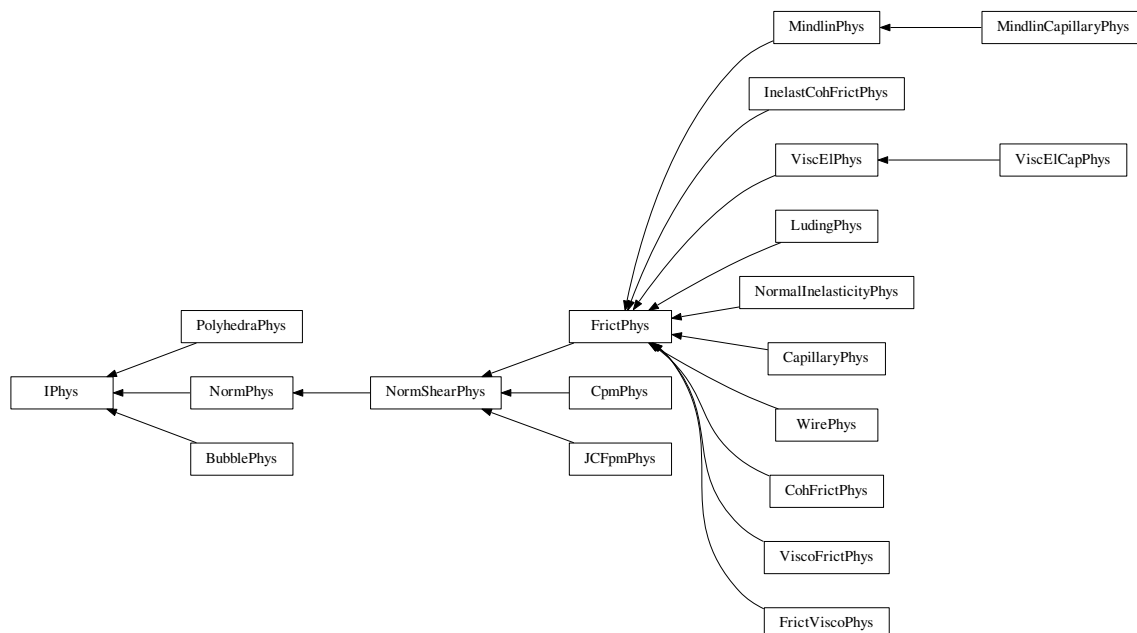 MindlinPhys
MindlinCapillaryPhys
InelastCohFrictPhys
ViscElPhys
ViscElCapPhys
LudingPhys
NormalInelasticityPhys
PolyhedraPhys
FrictPhys
CapillaryPhys
IPhys
NormPhys
NormShearPhys
CpmPhys
WirePhys
BubblePhys
JCFpmPhys
CohFrictPhys
ViscoFrictPhys
FrictViscoPhys